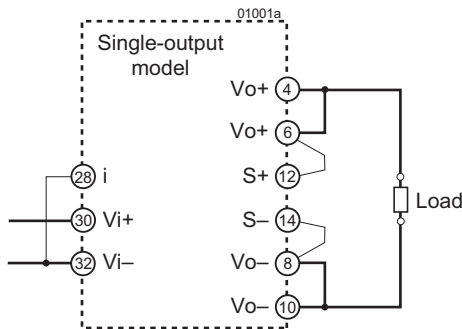 01001a
Single-output
model
Vo+ 4
Vo+ 6
S+ 12
S– 14
Vo– 8
Vo– 10
28 i
30 Vi+
32 Vi–
Load